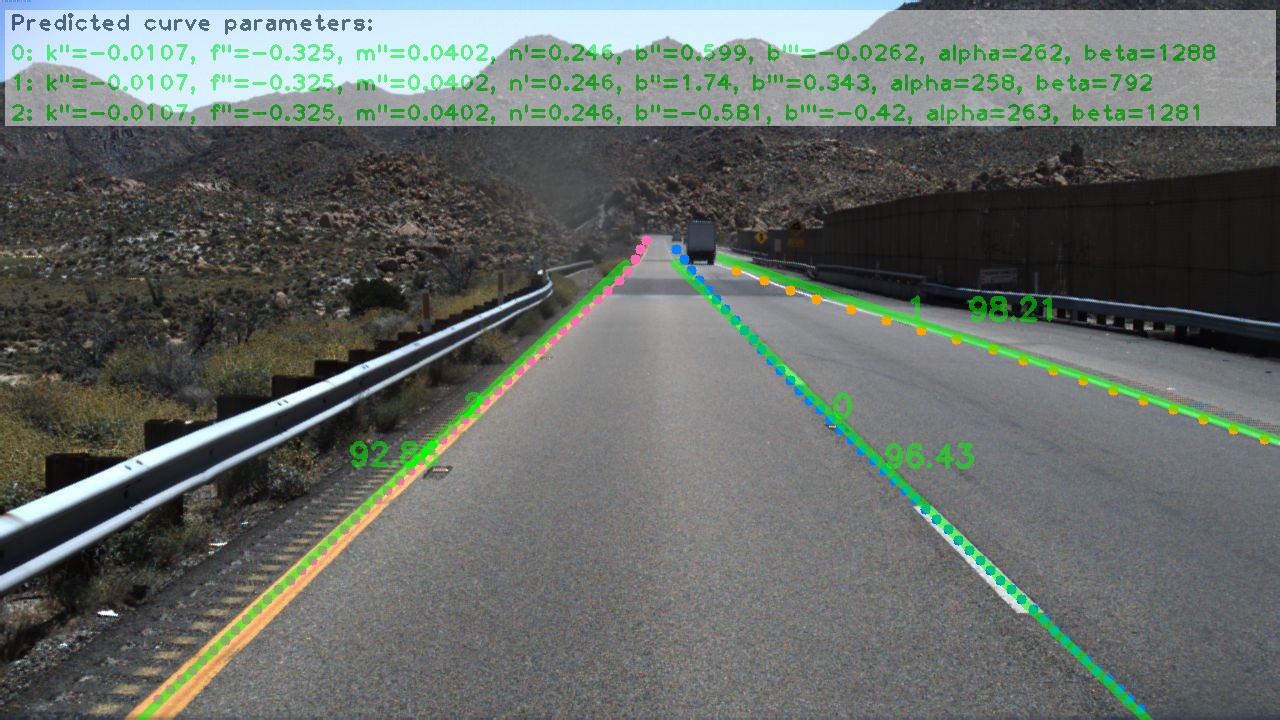 Predicted curve parameters:
0: k''=-0.0107, f''=-0.325, m''=0.0402, n'=0.246, b''=0.599, b'''=-0.0262, alpha=262, beta=1288
1: k''=-0.0107, f''=-0.325, m''=0.0402, n'=0.246, b''=1.74, b'''=0.343, alpha=258, beta=792
2: k''=-0.0107, f''=-0.325, m''=0.0402, n'=0.246, b''=-0.581, b'''=-0.42, alpha=263, beta=1281
1 98.21
2 0
96.43